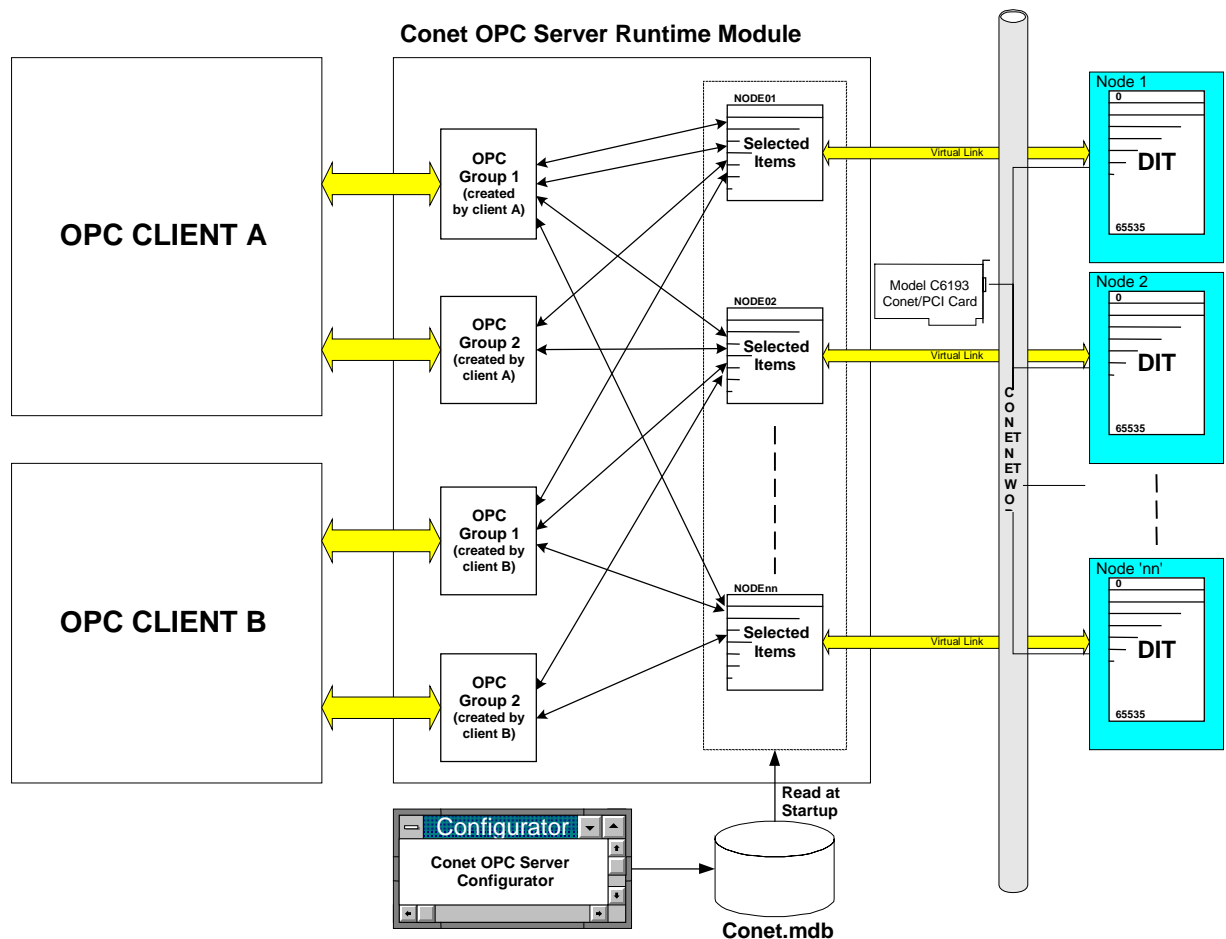 Conet OPC Server Runtime Module
OPC CLIENT A
OPC CLIENT B
OPC
Group 1
(created
by client A)
OPC
Group 2
(created by
client A)
OPC
Group 1
(created by
client B)
OPC
Group 2
(created by
client B)
NODE01
Selected
Items
NODE02
Selected
Items
NODEnn
Selected
Items
Virtual Link
Virtual Link
Virtual Link
Model C6193
Conet/PCI Card
C
O
N
ET
N
ET
W
O
Node 1
0
DIT
65535
Node 2
0
DIT
65535
Node 'nn'
0
DIT
65535
Read at
Startup
Configurator
Conet OPC Server
Configurator
Conet.mdb